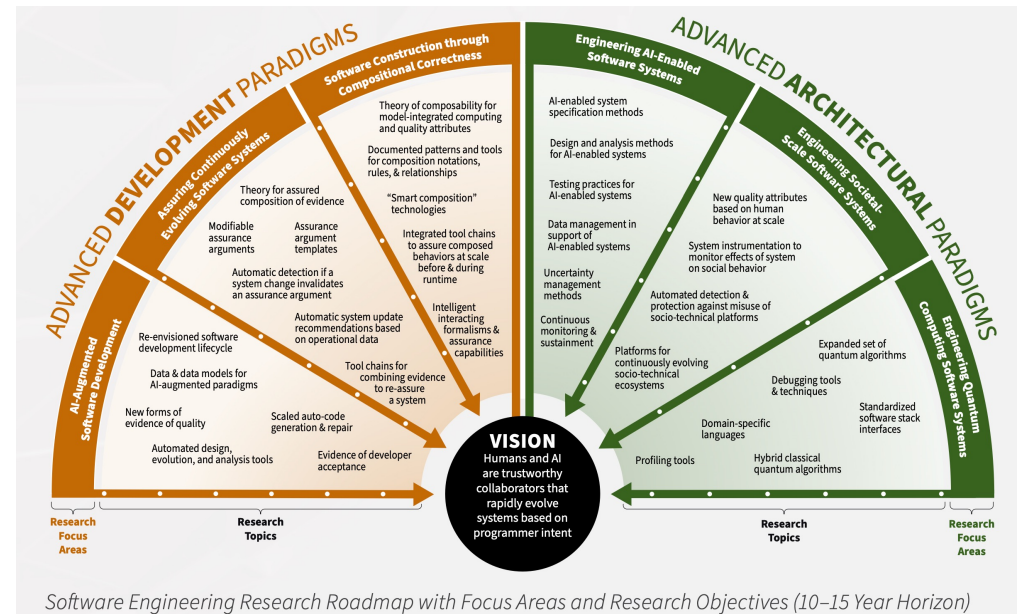 ADVANCED DEVELOPMENT PARADIGMS
ADVANCED ARCHITECTURAL PARADIGMS
AI-Augmented
Software Development
Re-envisioned software
development lifecycle
Data & data models for
AI-augmented paradigms
New forms of
evidence of quality
Scaled auto-code
generation & repair
Automated design,
evolution, and analysis tools
Evidence of developer
acceptance
Assuring Continuously
Evolving Software Systems
Theory for assured
composition of evidence
Modifiable
assurance
arguments
Assurance
argument
templates
Automatic detection if a
system change invalidates
an assurance argument
Automatic system update
recommendations based
on operational data
Tool chains for
combining evidence
to re-assure
a system
Software Construction through
Compositional Correctness
Theory of composability for
model-integrated computing
and quality attributes
Documented patterns and tools
for composition notations,
rules, & relationships
“Smart composition”
technologies
Integrated tool chains
to assure composed
behaviors at scale
before & during
runtime
Intelligent
interacting
formalisms &
assurance
capabilities
Engineering AI-Enabled
Software Systems
AI-enabled system
specification methods
Design and analysis methods
for AI-enabled systems
Testing practices for
AI-enabled systems
Data management in
support of
AI-enabled systems
Uncertainty
management
methods
Continuous
monitoring &
sustainment
Engineering Societal-
Scale Software Systems
New quality attributes
based on human
behavior at scale
System instrumentation to
monitor effects of system
on social behavior
Automated detection &
protection against misuse of
socio-technical platforms
Platforms for
continuously evolving
socio-technical
ecosystems
Engineering Quantum
Computing Software Systems
Expanded set of
quantum algorithms
Debugging tools
& techniques
Standardized
software stack
interfaces
Domain-specific
languages
Profiling tools
Hybrid classical
quantum algorithms
VISION
Humans and AI
are trustworthy
collaborators that
rapidly evolve
systems based on
programmer intent
Research
Focus
Areas
Research
Topics
Research
Topics
Research
Focus
Areas
Software Engineering Research Roadmap with Focus Areas and Research Objectives (10–15 Year Horizon)